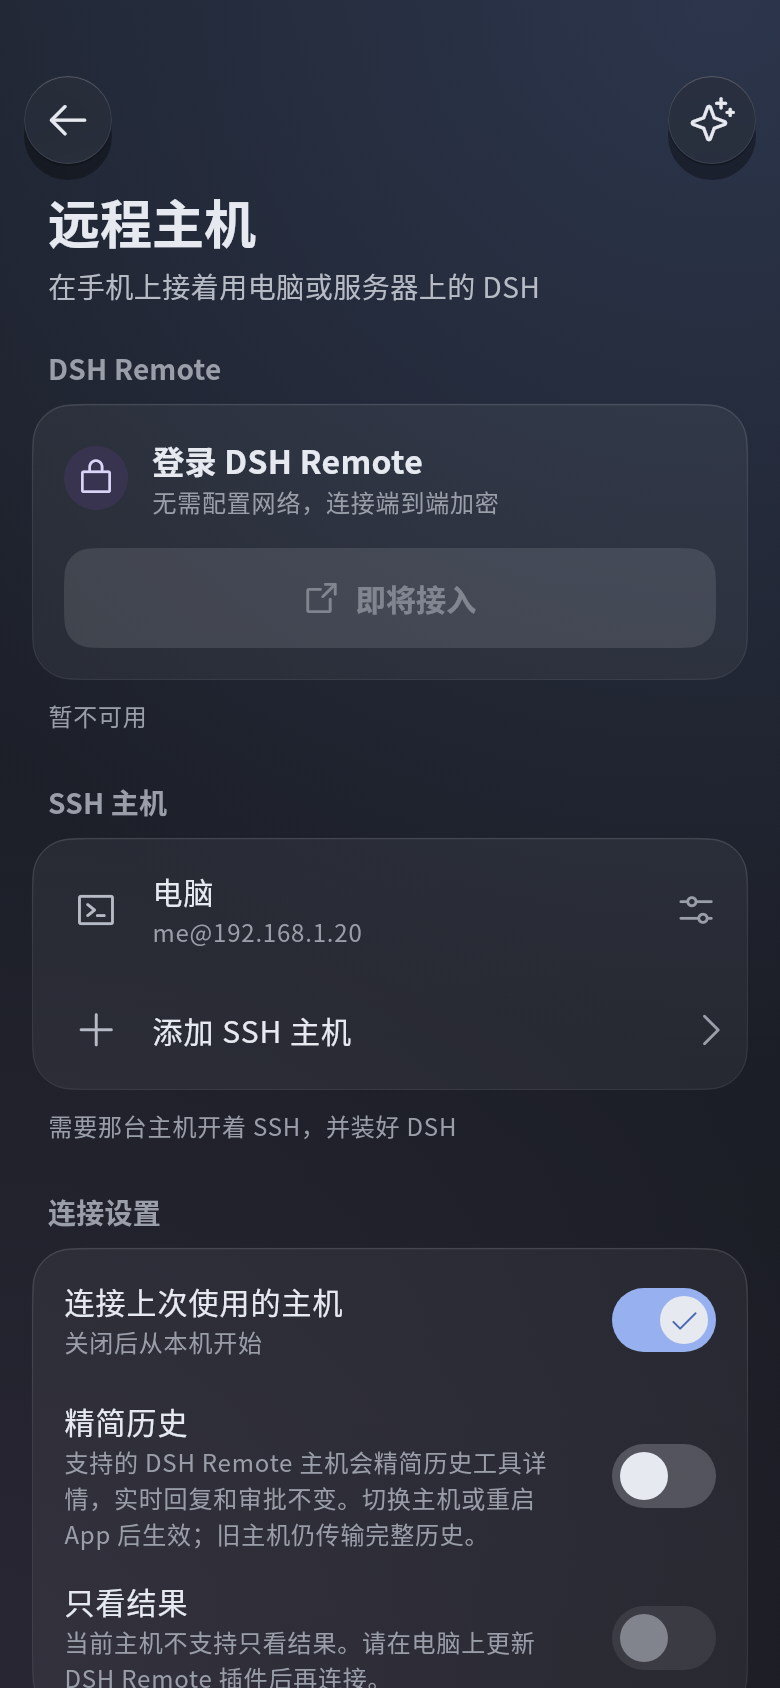 远程主机
在手机上接着用电脑或服务器上的 DSH
DSH Remote
登录 DSH Remote
无需配置网络，连接端到端加密
即将接入
暂不可用
SSH 主机
电脑
me@192.168.1.20
添加 SSH 主机
需要那台主机开着 SSH，并装好 DSH
连接设置
连接上次使用的主机
关闭后从本机开始
精简历史
支持的 DSH Remote 主机会精简历史工具详
情，实时回复和审批不变。切换主机或重启
App 后生效；旧主机仍传输完整历史。
只看结果
当前主机不支持只看结果。请在电脑上更新
DSH Remote 插件后再连接。